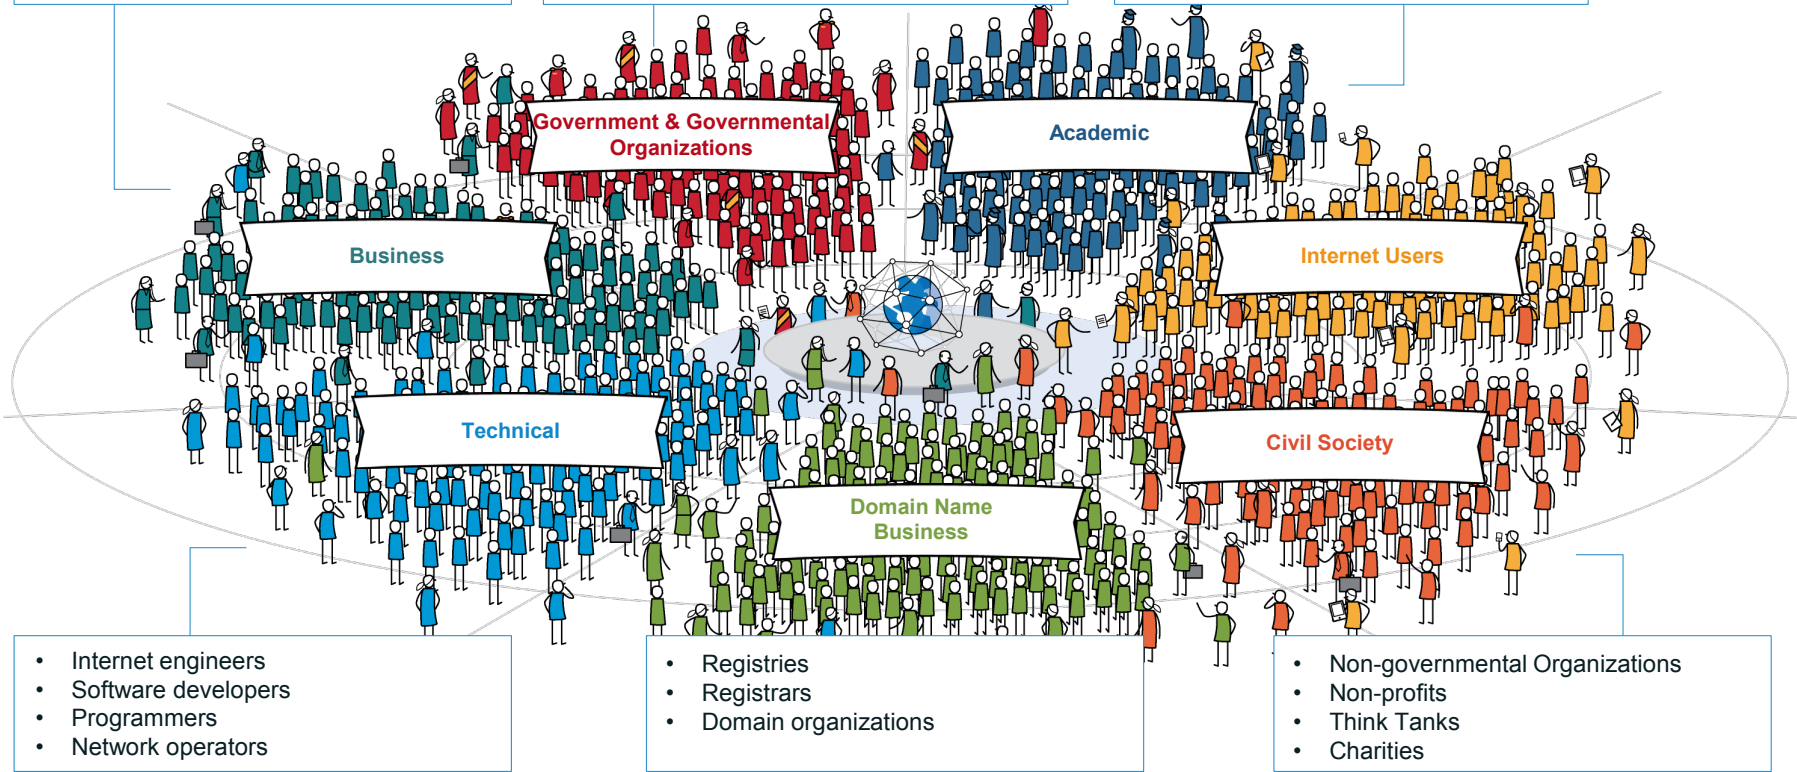 Government & Governmental
Organizations
Academic
Business
Internet Users
Technical
Civil Society
Domain Name
Business
• Internet engineers
• Software developers
• Programmers
• Network operators
• Registries
• Registrars
• Domain organizations
• Non-governmental Organizations
• Non-profits
• Think Tanks
• Charities